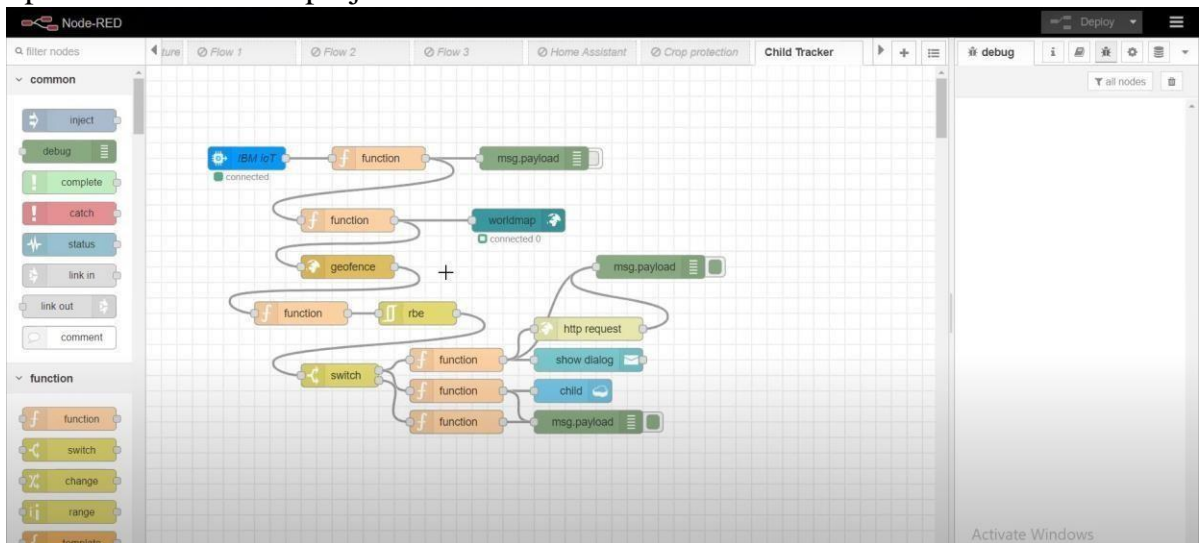 Node-RED
Deploy
filter nodes
ture
Flow 1
Flow 2
Flow 3
Home Assistant
Crop protection
Child Tracker
debug
i
all nodes
common
inject
debug
complete
catch
status
link in
link out
comment
function
function
switch
change
range
template
IBM IoT
connected
function
msg.payload
function
worldmap
connected 0
geofence
msg.payload
function
rbe
http request
function
show dialog
switch
function
child
function
msg.payload
Activate Windows